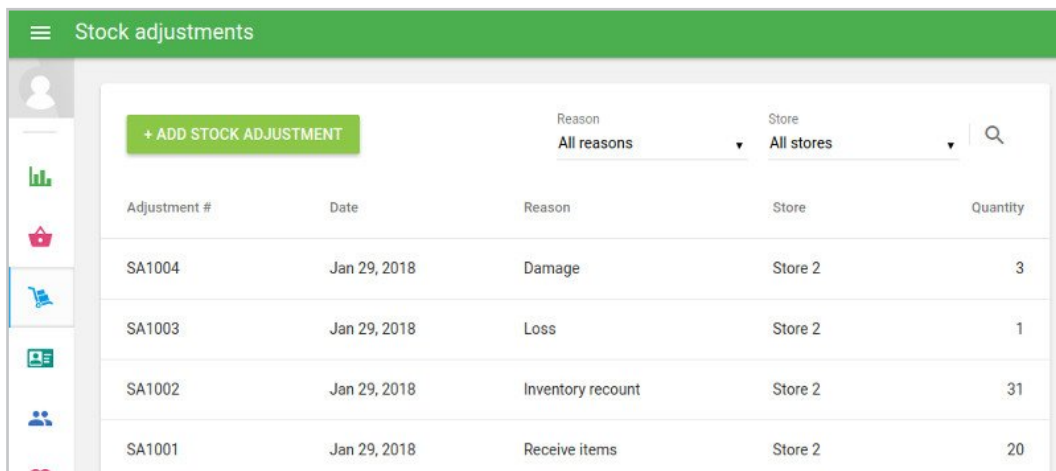 Stock adjustments
+ ADD STOCK ADJUSTMENT
Reason
All reasons
Store
All stores
Adjustment # Date Reason Store Quantity
SA1004 Jan 29, 2018 Damage Store 2 3
SA1003 Jan 29, 2018 Loss Store 2 1
SA1002 Jan 29, 2018 Inventory recount Store 2 31
SA1001 Jan 29, 2018 Receive items Store 2 20